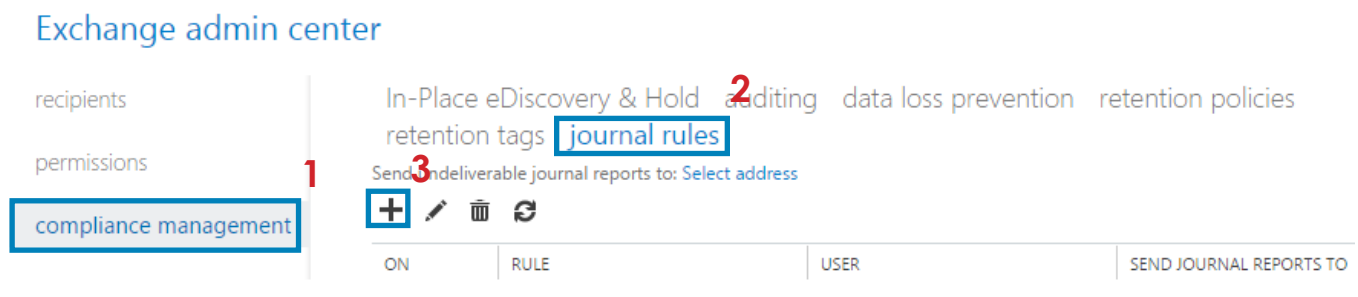 Exchange admin center
recipients
permissions
compliance management
1
In-Place eDiscovery & Hold auditing data loss prevention retention policies
2
retention tags journal rules
3
Send undeliverable journal reports to: Select address
ON RULE USER SEND JOURNAL REPORTS TO